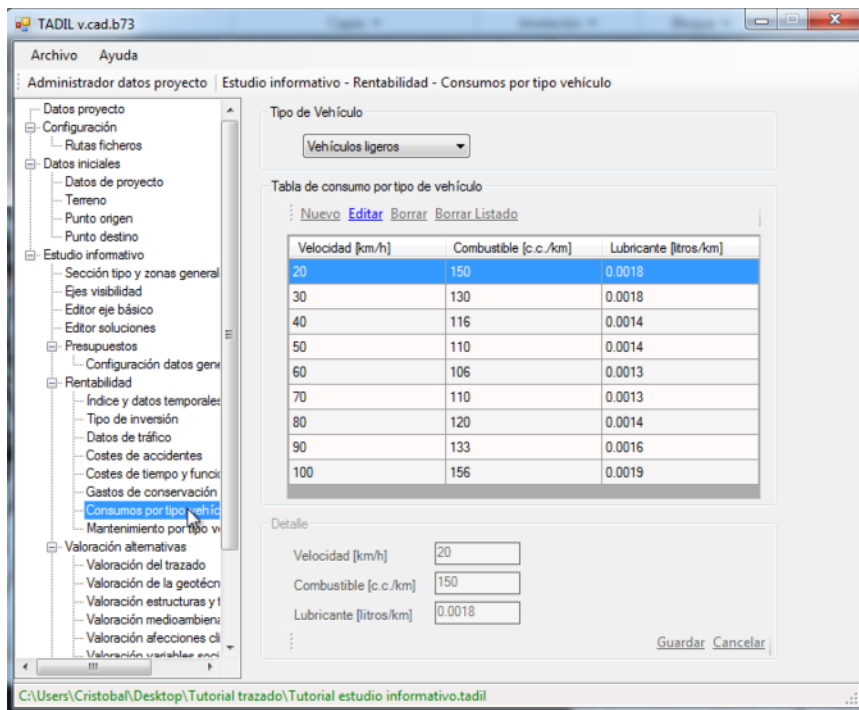 TADIL v.cad.b73
Archivo Ayuda
Administrador datos proyecto Estudio informativo - Rentabilidad - Consumos por tipo vehículo
Datos proyecto
Configuración
Rutas ficheros
Datos iniciales
Datos de proyecto
Terreno
Punto origen
Punto destino
Estudio informativo
Sección tipo y zonas general
Ejes visibilidad
Editor eje básico
Editor soluciones
Presupuestos
Configuración datos gene
Rentabilidad
Índice y datos temporales
Tipo de inversión
Datos de tráfico
Costes de accidentes
Costes de tiempo y funcio
Gastos de conservación
Consumos por tipo vehíc
Mantenimiento por tipo v
Valoración alternativas
Valoración del trazado
Valoración de la geotécn
Valoración estructuras y t
Valoración medioambien
Valoración afecciones cli
Valoración variables soci
Tipo de Vehículo
Vehículos ligeros
Tabla de consumo por tipo de vehículo
Nuevo Editar Borrar Borrar Listado
Velocidad [km/h] Combustible [c.c./km] Lubricante [litros/km]
20 150 0.0018
30 130 0.0018
40 116 0.0014
50 110 0.0014
60 106 0.0013
70 110 0.0013
80 120 0.0014
90 133 0.0016
100 156 0.0019
Detalle
Velocidad [km/h] 20
Combustible [c.c./km] 150
Lubricante [litros/km] 0.0018
Guardar Cancelar
C:\Users\Cristobal\Desktop\Tutorial trazado\Tutorial estudio informativo.tadil